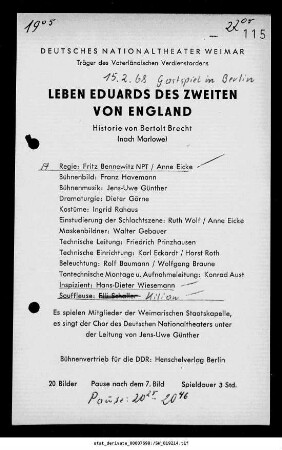 19⁰⁵
— 22⁰⁵
115
DEUTSCHES NATIONALTHEATER WEIMAR
Träger des Vaterländischen Verdienstordens
15.2.68 Gastspiel in Berlin
LEBEN EDUARDS DES ZWEITEN
VON ENGLAND
Historie von Bertolt Brecht
(nach Marlowe)
Regie: Fritz Bennewitz NPT / Anne Eicke
Bühnenbild: Franz Havemann
Bühnenmusik: Jens-Uwe Günther
Dramaturgie: Dieter Görne
Kostüme: Ingrid Rahaus
Einstudierung der Schlachtszene: Ruth Wolf / Anne Eicke
Maskenbildner: Walter Gebauer
Technische Leitung: Friedrich Prinzhausen
Technische Einrichtung: Karl Eckardt / Horst Rath
Beleuchtung: Rolf Baumann / Wolfgang Braune
Tontechnische Montage u. Aufnahmeleitung: Konrad Aust
Inspizient: Hans-Dieter Wiesemann
Souffleuse: Elli Schaller Kilian
Es spielen Mitglieder der Weimarischen Staatskapelle,
es singt der Chor des Deutschen Nationaltheaters unter
der Leitung von Jens-Uwe Günther
Bühnenvertrieb für die DDR: Henschelverlag Berlin
20 Bilder Pause nach dem 7. Bild Spieldauer 3 Std.
Pause: 20²⁵ – 20⁴⁶